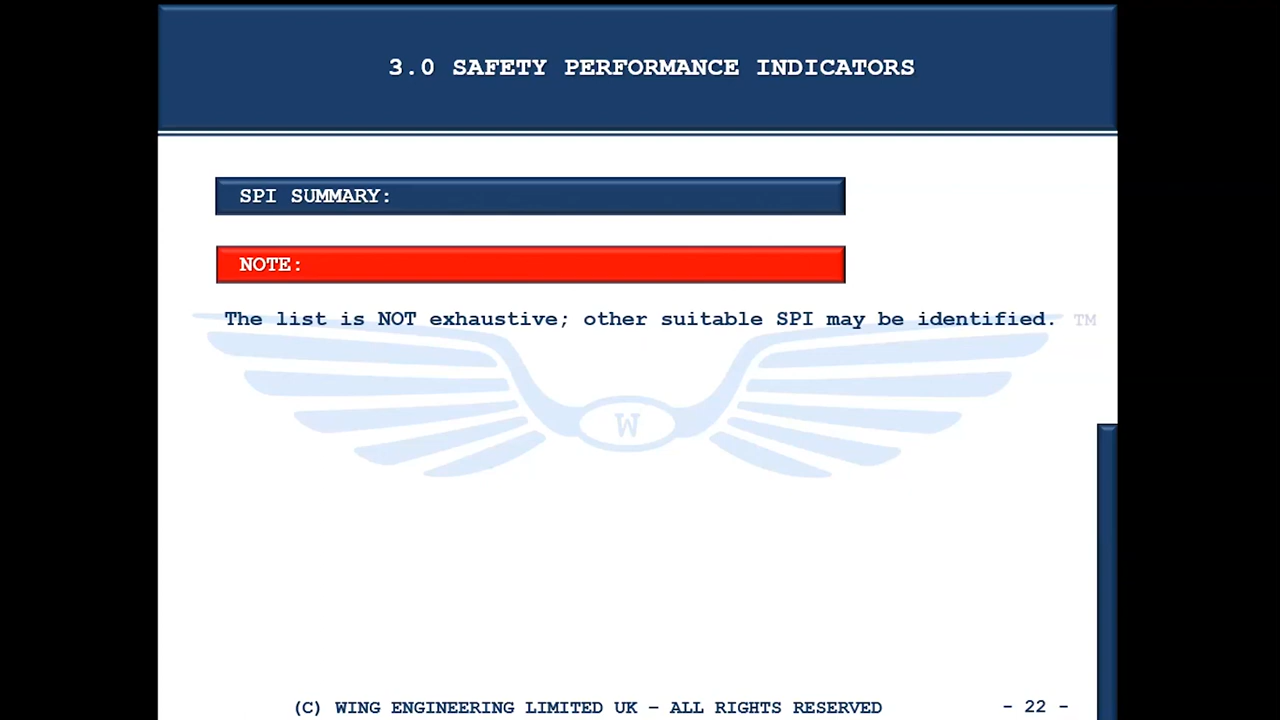 3.0 SAFETY PERFORMANCE INDICATORS
SPI SUMMARY:
NOTE:
The list is NOT exhaustive; other suitable SPI may be identified.
TM
W
(C) WING ENGINEERING LIMITED UK – ALL RIGHTS RESERVED
- 22 -